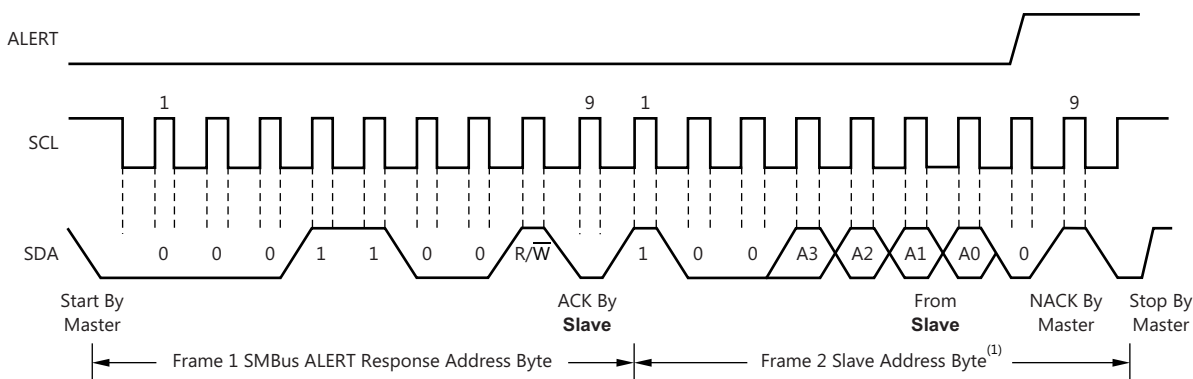 ALERT
1 9 1 9
SCL
SDA 0 0 0 1 1 0 0 R/W̅ 1 0 0 A3 A2 A1 A0 0
Start By
Master
ACK By
Slave
From
Slave
NACK By
Master
Stop By
Master
Frame 1 SMBus ALERT Response Address Byte
Frame 2 Slave Address Byte(1)